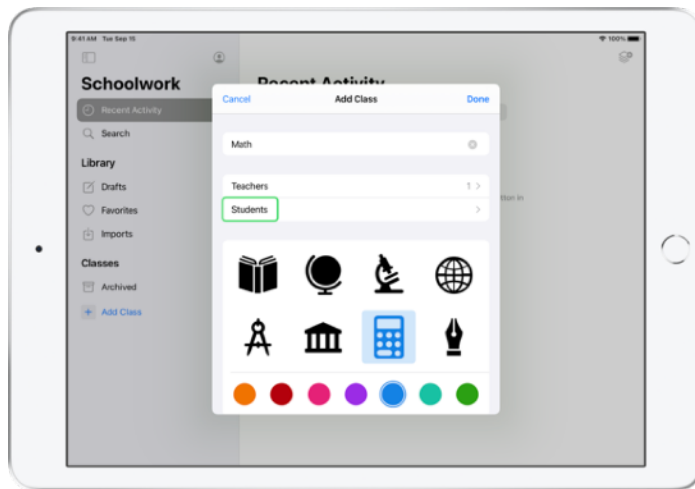 9:41 AM Tue Sep 15
100%
Schoolwork
Recent Activity
Recent Activity
Search
Library
Drafts
Favorites
Imports
Classes
Archived
Add Class
Cancel
Add Class
Done
Math
Teachers
1
Students